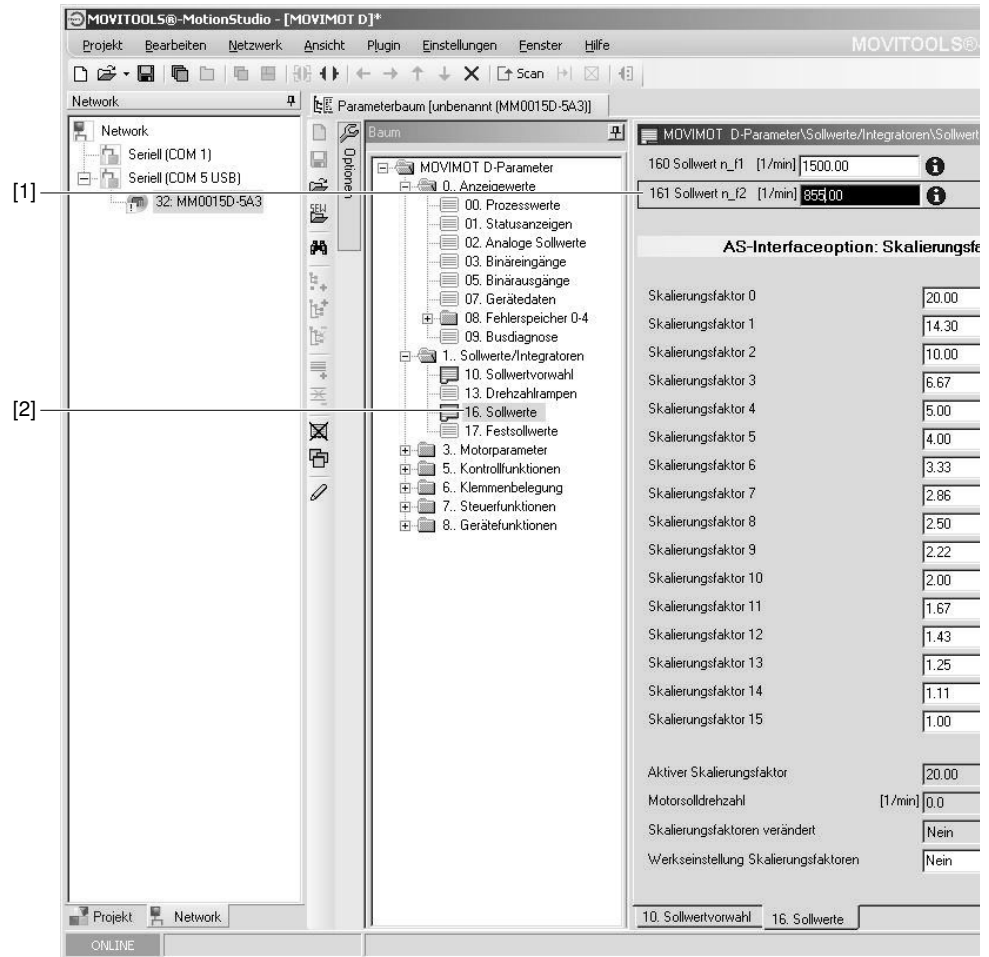 MOVITOOLS®-MotionStudio - [MOVIMOT D]*
Projekt Bearbeiten Netzwerk Ansicht Plugin Einstellungen Fenster Hilfe MOVITOOLS®-
Scan
Network
Parameterbaum [unbenannt (MM0015D-5A3)]
Network
Seriell (COM 1)
Seriell (COM 5 USB)
32: MM0015D-5A3
Optionen
SEW
Baum
MOVIMOT D-Parameter
0.. Anzeigewerte
00. Prozesswerte
01. Statusanzeigen
02. Analoge Sollwerte
03. Binäreingänge
05. Binärausgänge
07. Gerätedaten
08. Fehlerspeicher 0-4
09. Busdiagnose
1.. Sollwerte/Integratoren
10. Sollwertvorwahl
13. Drehzahlrampen
16. Sollwerte
17. Festsollwerte
3.. Motorparameter
5.. Kontrollfunktionen
6.. Klemmenbelegung
7.. Steuerfunktionen
8.. Gerätefunktionen
[1]
[2]
MOVIMOT D-Parameter\Sollwerte/Integratoren\Sollwert
160 Sollwert n_f1 [1/min] 1500.00
161 Sollwert n_f2 [1/min] 855.00
AS-Interfaceoption: Skalierungsfa
Skalierungsfaktor 0 20.00
Skalierungsfaktor 1 14.30
Skalierungsfaktor 2 10.00
Skalierungsfaktor 3 6.67
Skalierungsfaktor 4 5.00
Skalierungsfaktor 5 4.00
Skalierungsfaktor 6 3.33
Skalierungsfaktor 7 2.86
Skalierungsfaktor 8 2.50
Skalierungsfaktor 9 2.22
Skalierungsfaktor 10 2.00
Skalierungsfaktor 11 1.67
Skalierungsfaktor 12 1.43
Skalierungsfaktor 13 1.25
Skalierungsfaktor 14 1.11
Skalierungsfaktor 15 1.00
Aktiver Skalierungsfaktor 20.00
Motorsolldrehzahl [1/min] 0.0
Skalierungsfaktoren verändert Nein
Werkseinstellung Skalierungsfaktoren Nein
Projekt Network
10. Sollwertvorwahl 16. Sollwerte
ONLINE